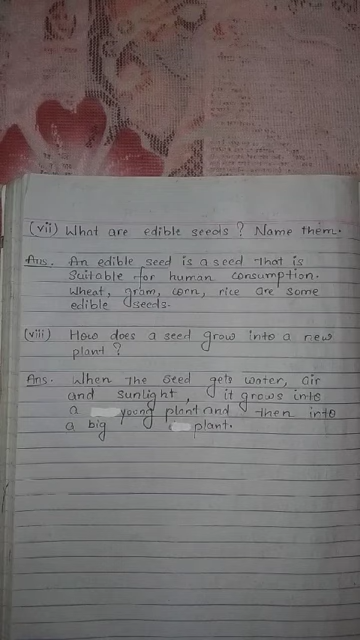 (vii) What are edible seeds ? Name them.
Ans. An edible seed is a seed That is
Suitable for human consumption.
Wheat, gram, corn, rice are some
edible seeds.
(viii) How does a seed grow into a new
plant ?
Ans. When The Seed gets water, air
and sunlight, it grows into
a young plant and then into
a big plant.